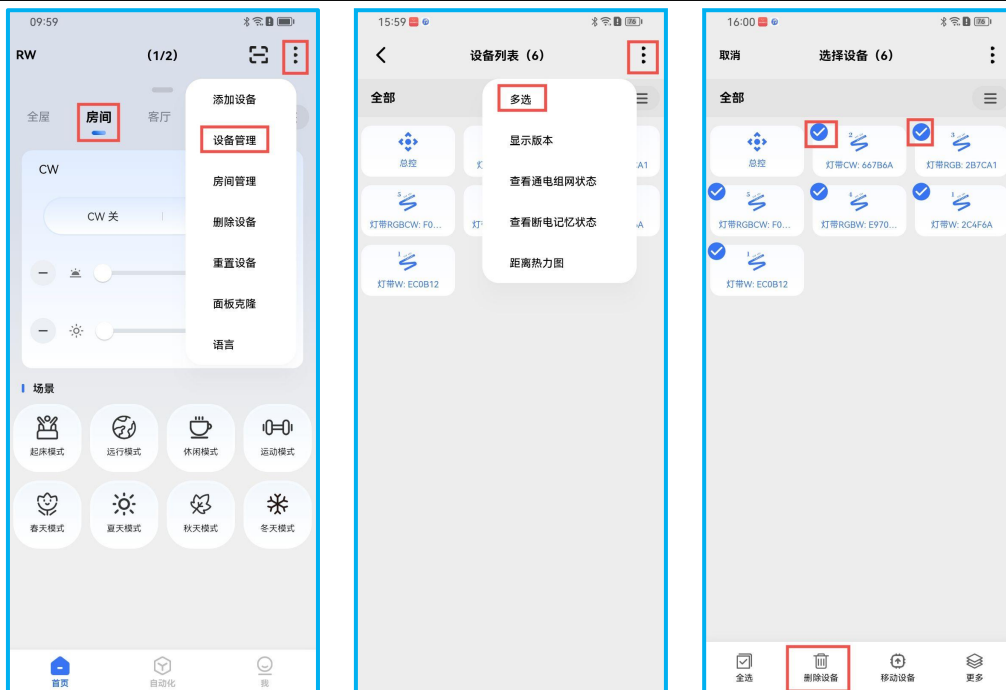 09:59
RW
(1/2)
添加设备
全屋
房间
客厅
设备管理
CW
房间管理
CW 关
删除设备
重置设备
面板克隆
语言
场景
起床模式
远行模式
休闲模式
运动模式
春天模式
夏天模式
秋天模式
冬天模式
首页
自动化
我
15:59
设备列表（6）
全部
多选
显示版本
总控
A1
查看通电组网状态
灯带RGBCW: F0...
查看断电记忆状态
距离热力图
灯带W: EC0B12
16:00
取消
选择设备（6）
全部
总控
2
灯带CW: 667B6A
3
灯带RGB: 2B7CA1
5
灯带RGBCW: F0...
4
灯带RGBW: E970...
1
灯带W: 2C4F6A
1
灯带W: EC0B12
全选
删除设备
移动设备
更多